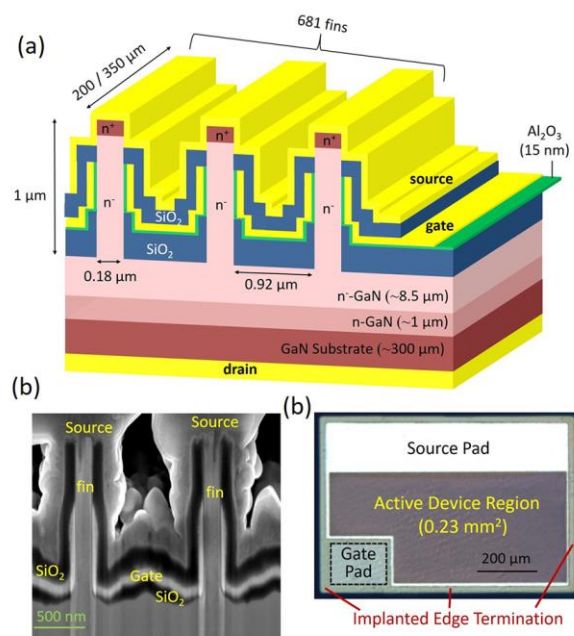 (a)
681 fins
200 / 350 µm
n⁺
n⁺
n⁺
Al₂O₃
(15 nm)
1 µm
source
n⁻
n⁻
n⁻
SiO₂
gate
SiO₂
0.18 µm
0.92 µm
n⁻-GaN (~8.5 µm)
n-GaN (~1 µm)
GaN Substrate (~300 µm)
drain
(b)
Source
Source
fin
fin
SiO₂
Gate
SiO₂
500 nm
(b)
Source Pad
Active Device Region
(0.23 mm²)
Gate
Pad
200 µm
Implanted Edge Termination